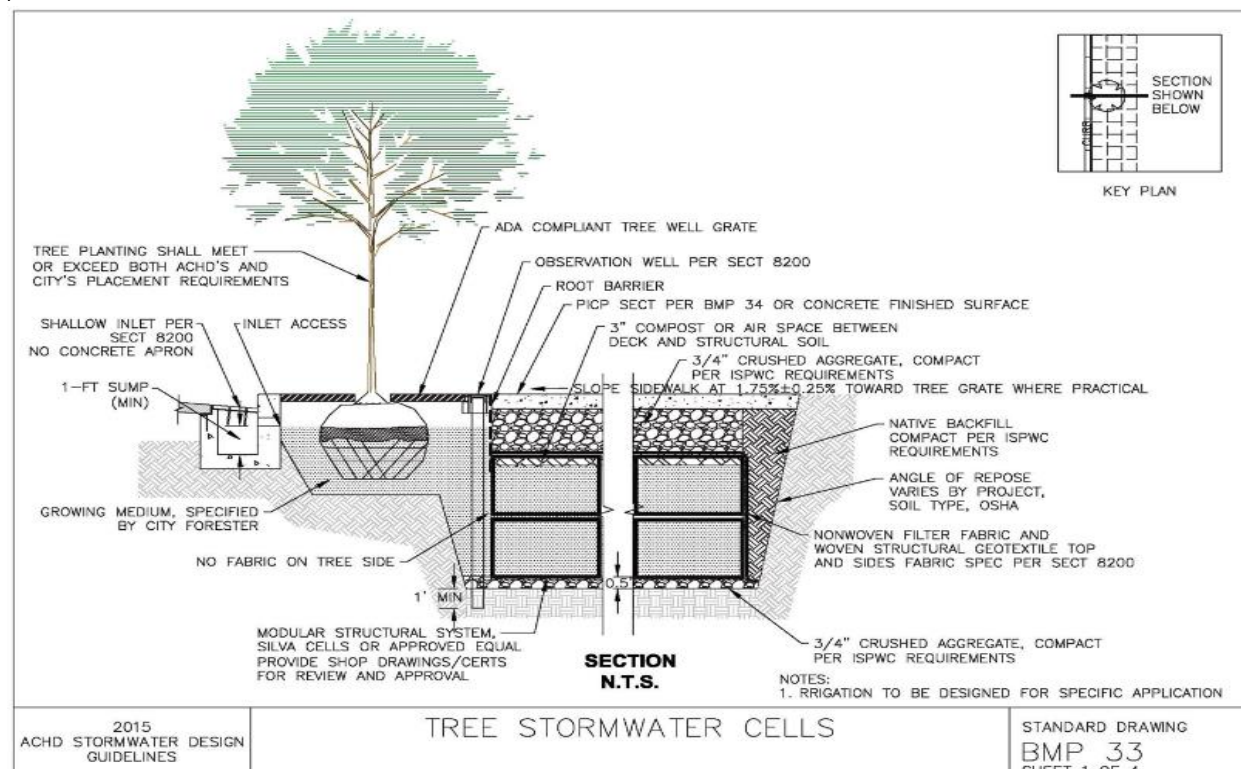 SECTION
SHOWN
BELOW
CURB
KEY PLAN
ADA COMPLIANT TREE WELL GRATE
TREE PLANTING SHALL MEET
OR EXCEED BOTH ACHD'S AND
CITY'S PLACEMENT REQUIREMENTS
OBSERVATION WELL PER SECT 8200
ROOT BARRIER
PICP SECT PER BMP 34 OR CONCRETE FINISHED SURFACE
SHALLOW INLET PER
SECT 8200
NO CONCRETE APRON
INLET ACCESS
3" COMPOST OR AIR SPACE BETWEEN
DECK AND STRUCTURAL SOIL
3/4" CRUSHED AGGREGATE, COMPACT
PER ISPWC REQUIREMENTS
1-FT SUMP
(MIN)
SLOPE SIDEWALK AT 1.75%±0.25% TOWARD TREE GRATE WHERE PRACTICAL
NATIVE BACKFILL
COMPACT PER ISPWC
REQUIREMENTS
ANGLE OF REPOSE
VARIES BY PROJECT,
SOIL TYPE, OSHA
GROWING MEDIUM, SPECIFIED
BY CITY FORESTER
NONWOVEN FILTER FABRIC AND
WOVEN STRUCTURAL GEOTEXTILE TOP
AND SIDES FABRIC SPEC PER SECT 8200
NO FABRIC ON TREE SIDE
0.5'
1' MIN
MODULAR STRUCTURAL SYSTEM,
SILVA CELLS OR APPROVED EQUAL
PROVIDE SHOP DRAWINGS/CERTS
FOR REVIEW AND APPROVAL
3/4" CRUSHED AGGREGATE, COMPACT
PER ISPWC REQUIREMENTS
SECTION
N.T.S.
NOTES:
1. RRIGATION TO BE DESIGNED FOR SPECIFIC APPLICATION
2015
ACHD STORMWATER DESIGN
GUIDELINES
TREE STORMWATER CELLS
STANDARD DRAWING
BMP 33
SHEET 1 OF 4